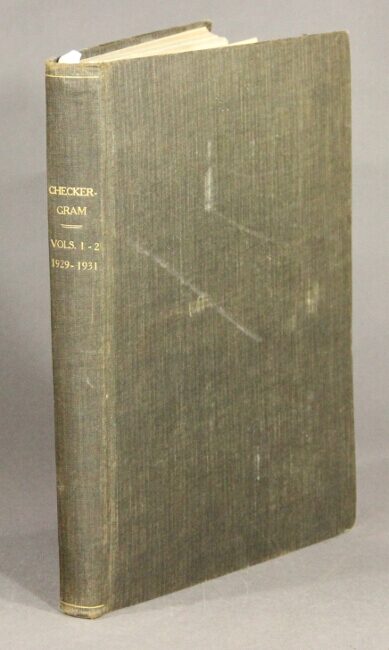 CHECKER-
GRAM
VOLS. 1-2
1929-1931